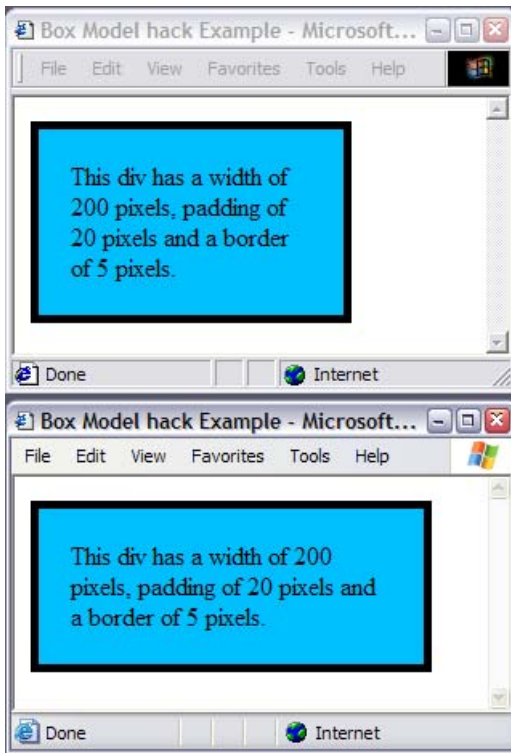 Box Model hack Example - Microsoft...
File Edit View Favorites Tools Help
This div has a width of
200 pixels, padding of
20 pixels and a border
of 5 pixels.
Done Internet
Box Model hack Example - Microsoft...
File Edit View Favorites Tools Help
This div has a width of 200
pixels, padding of 20 pixels and
a border of 5 pixels.
Done Internet